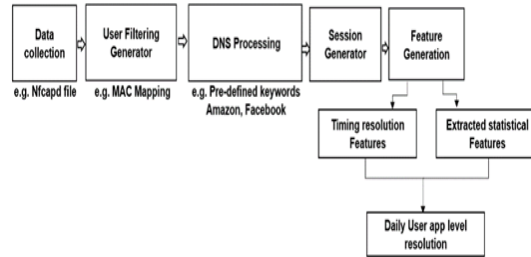 Data
collection
User Filtering
Generator
DNS Processing
Session
Generator
Feature
Generation
e.g. Nfcapd file
e.g. MAC Mapping
e.g. Pre-defined keywords
Amazon, Facebook
Timing resolution
Features
Extracted statistical
Features
Daily User app level
resolution